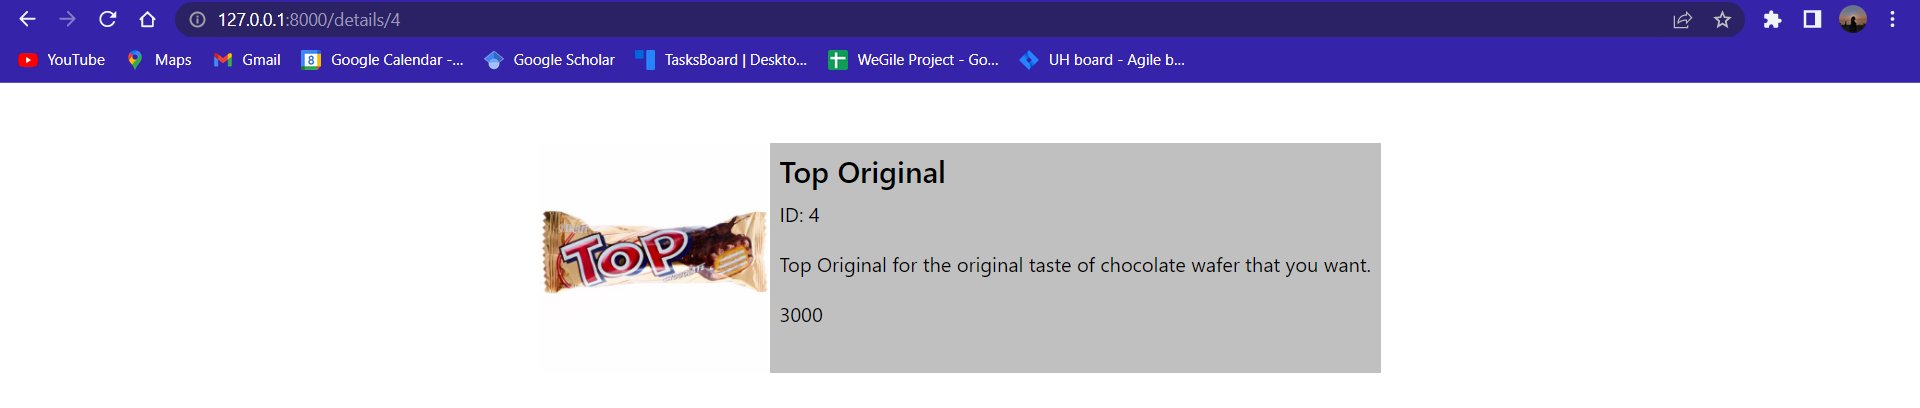 127.0.0.1:8000/details/4
YouTube Maps Gmail Google Calendar -... Google Scholar TasksBoard | Deskto... WeGile Project - Go... UH board - Agile b...
Top Original
ID: 4
TOP
Top Original for the original taste of chocolate wafer that you want.
3000